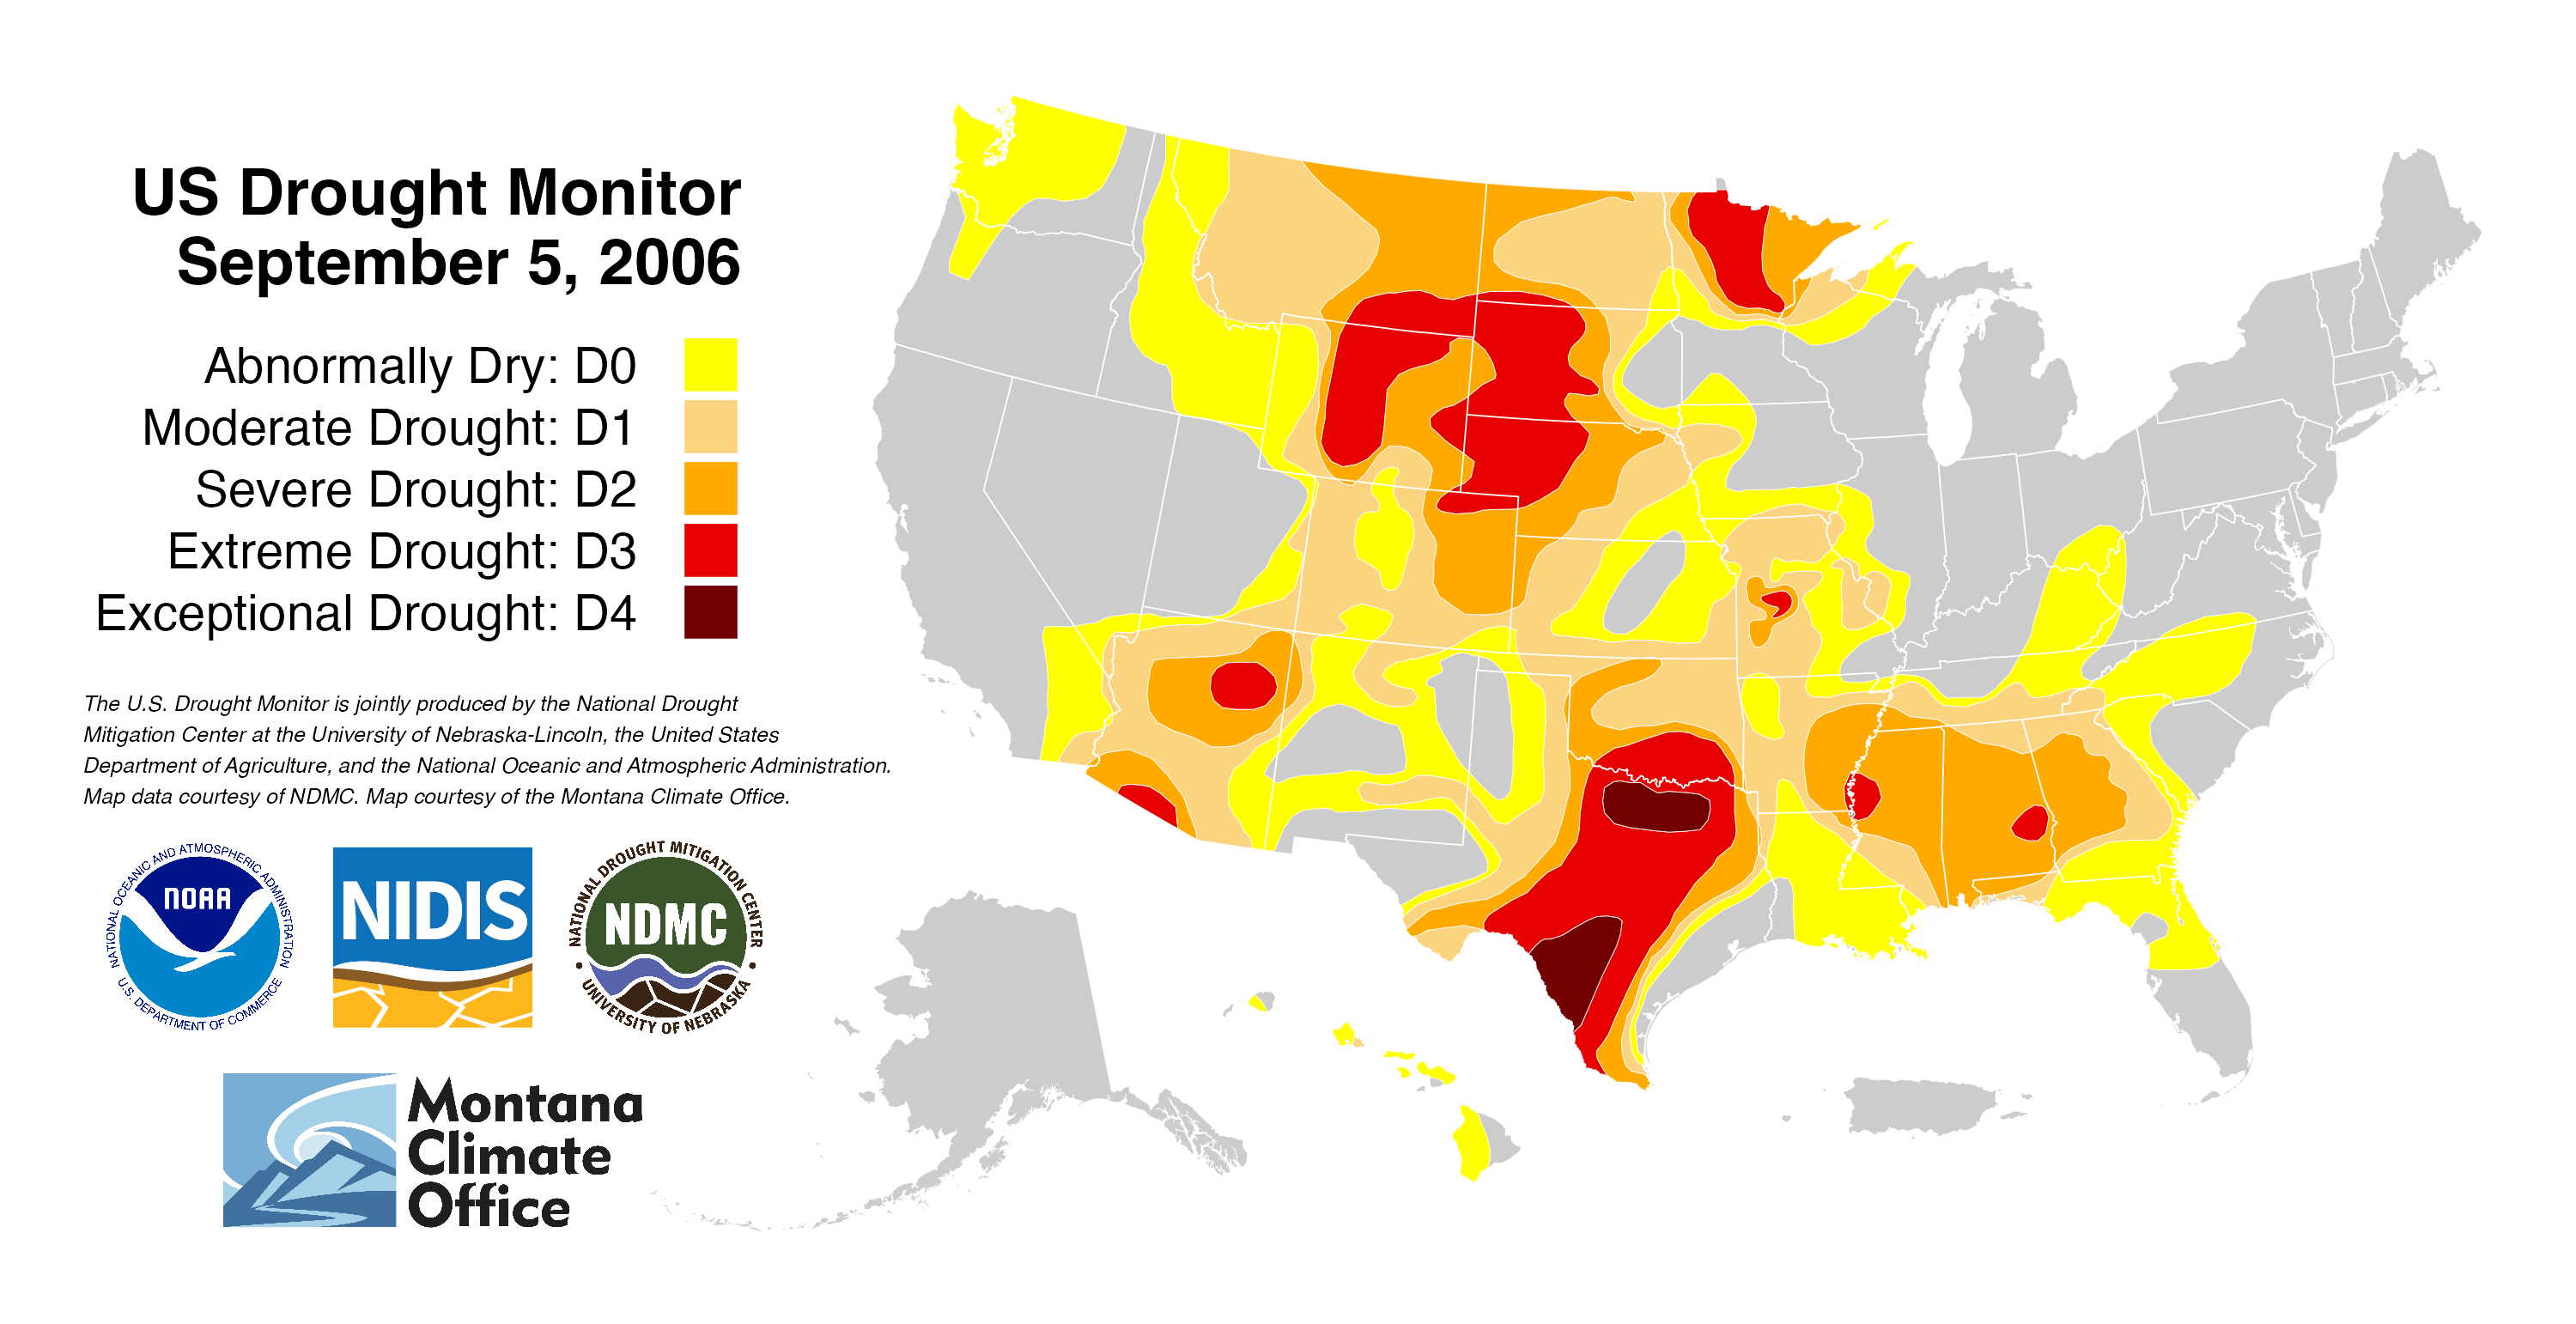 US Drought Monitor
September 5, 2006
Abnormally Dry: D0
Moderate Drought: D1
Severe Drought: D2
Extreme Drought: D3
Exceptional Drought: D4
The U.S. Drought Monitor is jointly produced by the National Drought
Mitigation Center at the University of Nebraska-Lincoln, the United States
Department of Agriculture, and the National Oceanic and Atmospheric Administration.
Map data courtesy of NDMC. Map courtesy of the Montana Climate Office.
NATIONAL OCEANIC AND ATMOSPHERIC ADMINISTRATION
NOAA
U.S. DEPARTMENT OF COMMERCE
NIDIS
NATIONAL DROUGHT MITIGATION CENTER
NDMC
UNIVERSITY OF NEBRASKA
Montana
Climate
Office